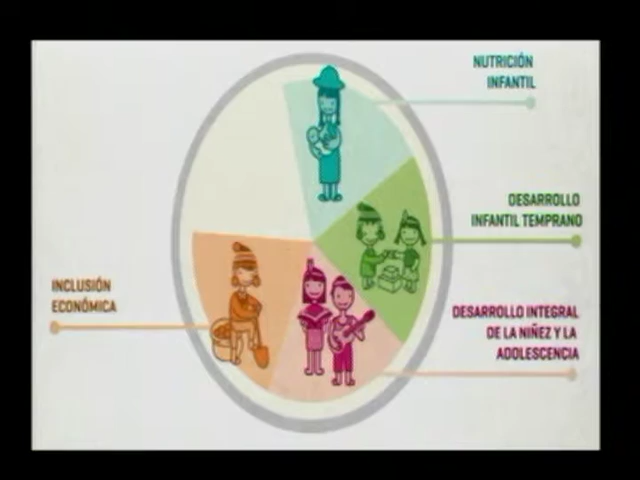 NUTRICIÓN
INFANTIL
DESARROLLO
INFANTIL TEMPRANO
INCLUSIÓN
ECONÓMICA
DESARROLLO INTEGRAL
DE LA NIÑEZ Y LA
ADOLESCENCIA